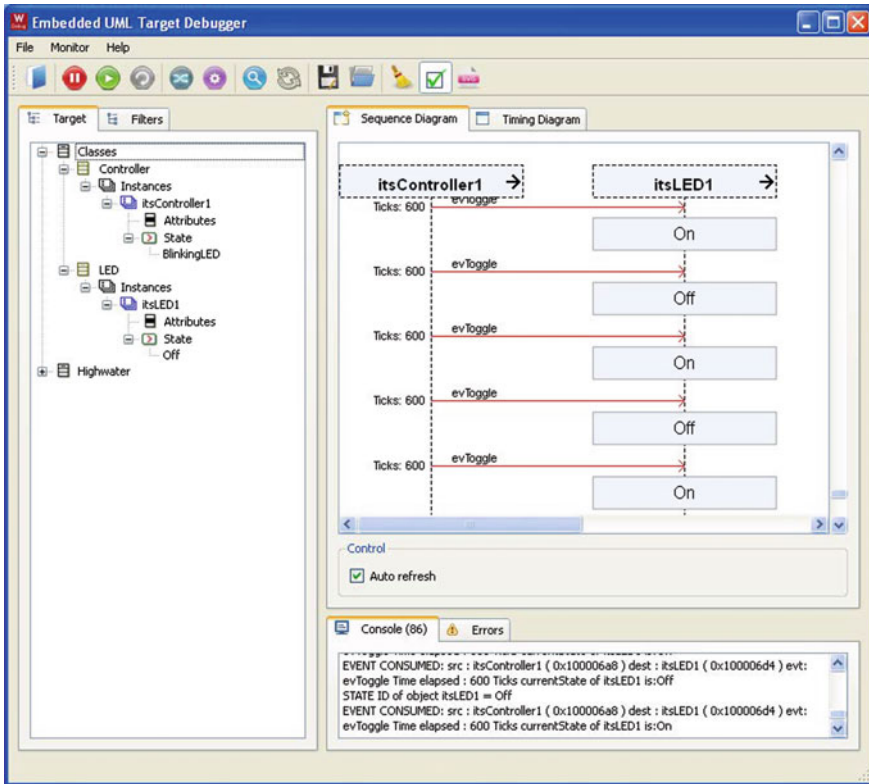 Embedded UML Target Debugger
File Monitor Help
Target Filters
Classes
Controller
Instances
itsController1
Attributes
State
BlinkingLED
LED
Instances
itsLED1
Attributes
State
Off
Highwater
Sequence Diagram Timing Diagram
itsController1 itsLED1
Ticks: 600 evToggle
On
Ticks: 600 evToggle
Off
Ticks: 600 evToggle
On
Ticks: 600 evToggle
Off
Ticks: 600 evToggle
On
Control
Auto refresh
Console (86) Errors
EVENT CONSUMED: src : itsController1 ( 0x100006a8 ) dest : itsLED1 ( 0x100006d4 ) evt:
evToggle Time elapsed : 600 Ticks currentState of itsLED1 is:Off
STATE ID of object itsLED1 = Off
EVENT CONSUMED: src : itsController1 ( 0x100006a8 ) dest : itsLED1 ( 0x100006d4 ) evt:
evToggle Time elapsed : 600 Ticks currentState of itsLED1 is:On